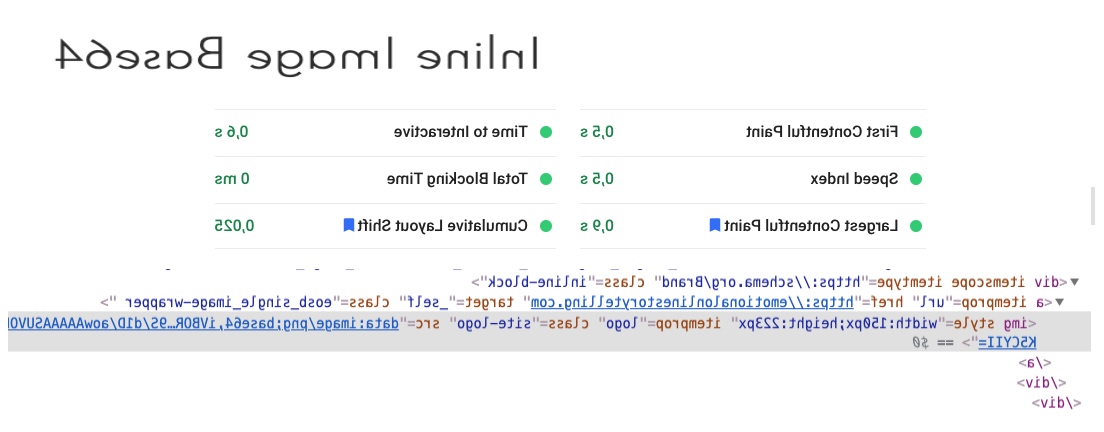 Inline Image Base64
First Contentful Paint 0,5 s
Time to Interactive 0,6 s
Speed Index 0,5 s
Total Blocking Time 0 ms
Largest Contentful Paint 0,9 s
Cumulative Layout Shift 0,025
<div itemscope itemtype="https://schema.org/Brand" class="inline-block">
<a itemprop="url" href="https://emotionalonlinestorytelling.com" target="_self" class="eosb_single_image-wrapper ">
<img style="width:150px;height:223px" itemprop="logo" class="site-logo" src="data:image/png;base64,iVBOR…9S/d1D/aowAAAAASUVOR
K5CYII="> == $0
</a>
</div>
</div>